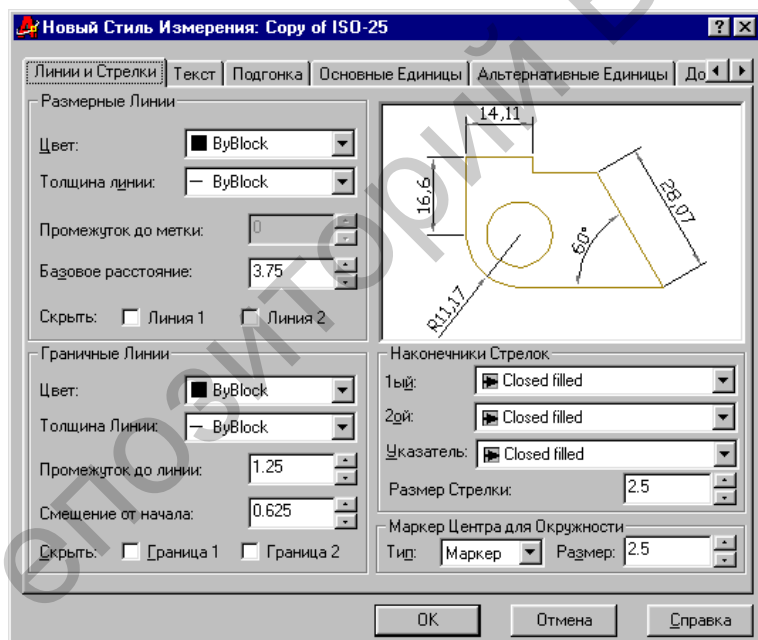 Новый Стиль Измерения: Copy of ISO-25
Линии и Стрелки
Текст
Подгонка
Основные Единицы
Альтернативные Единицы
До
Размерные Линии
Цвет: ByBlock
Толщина линии: ByBlock
Промежуток до метки: 0
Базовое расстояние: 3.75
Скрыть: Линия 1 Линия 2
14,11
16,6
28,07
60°
R11,17
Граничные Линии
Цвет: ByBlock
Толщина Линии: ByBlock
Промежуток до линии: 1.25
Смещение от начала: 0.625
Скрыть: Граница 1 Граница 2
Наконечники Стрелок
1ый: Closed filled
2ой: Closed filled
Указатель: Closed filled
Размер Стрелки: 2.5
Маркер Центра для Окружности
Тип: Маркер Размер: 2.5
OK
Отмена
Справка
епозиторий